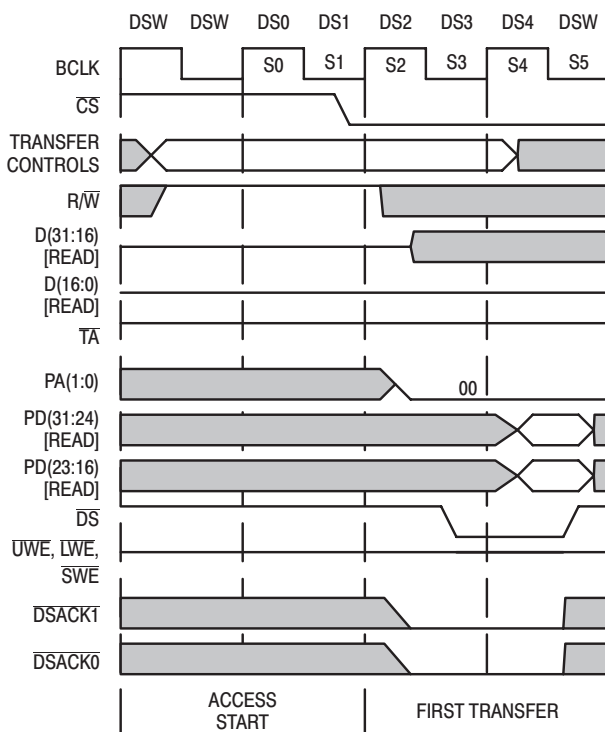 DSW DSW DS0 DS1 DS2 DS3 DS4 DSW
BCLK S0 S1 S2 S3 S4 S5
CS
TRANSFER
CONTROLS
R/W
D(31:16)
[READ]
D(16:0)
[READ]
TA
PA(1:0) 00
PD(31:24)
[READ]
PD(23:16)
[READ]
DS
UWE, LWE,
SWE
DSACK1
DSACK0
ACCESS
START
FIRST TRANSFER